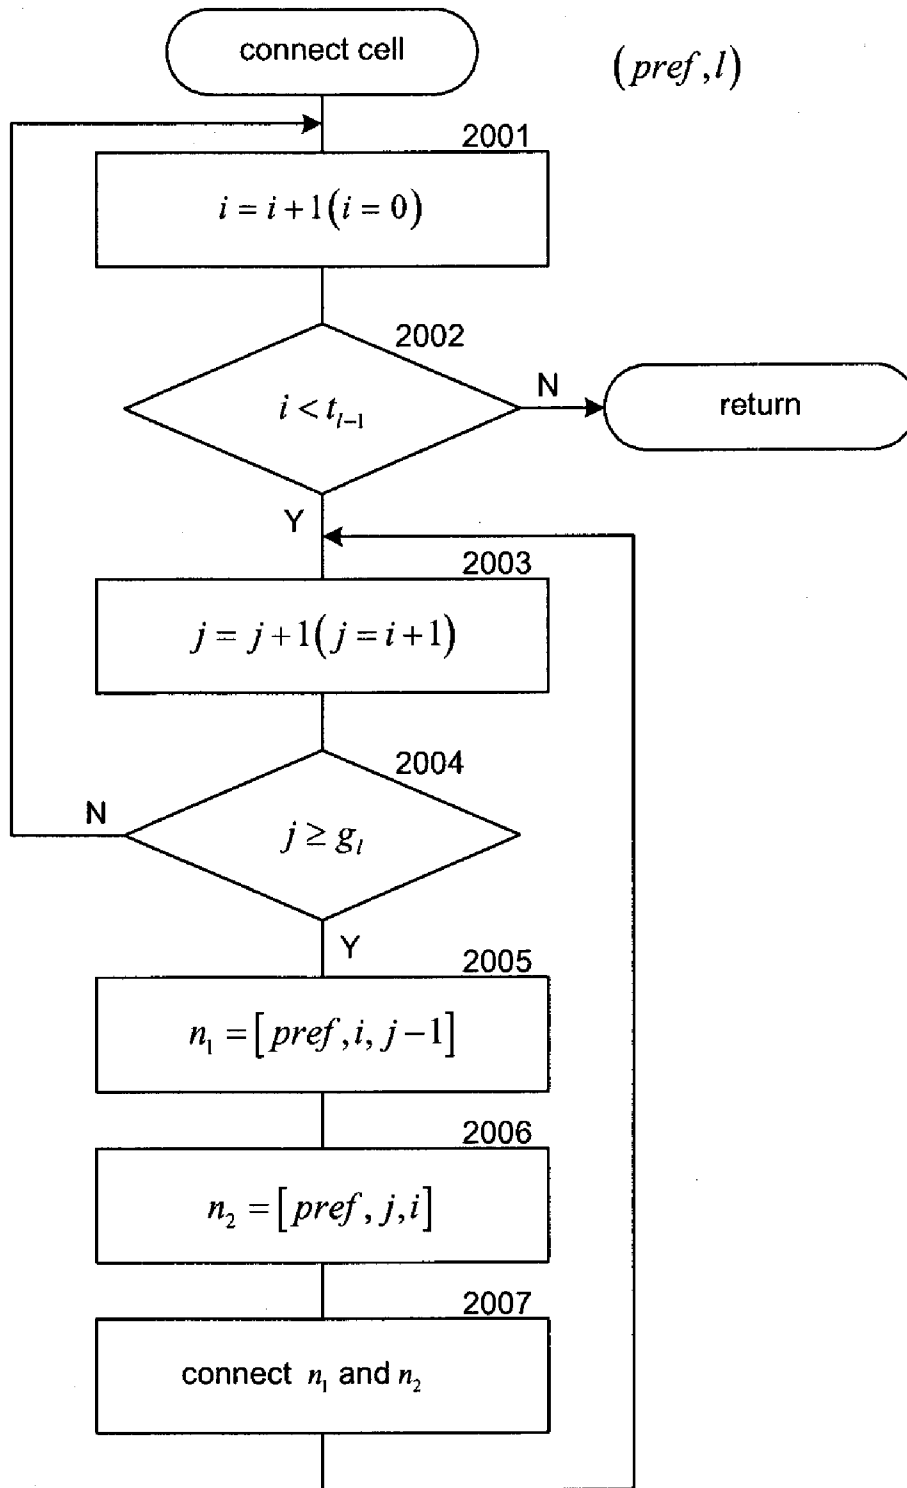 connect cell
(pref,l)
2001
i = i+1(i = 0)
2002
i < t_{l-1}
N
return
Y
2003
j = j+1(j = i+1)
2004
N
j ≥ g_l
Y
2005
n_1 = [pref,i, j-1]
2006
n_2 = [pref, j,i]
2007
connect n_1 and n_2